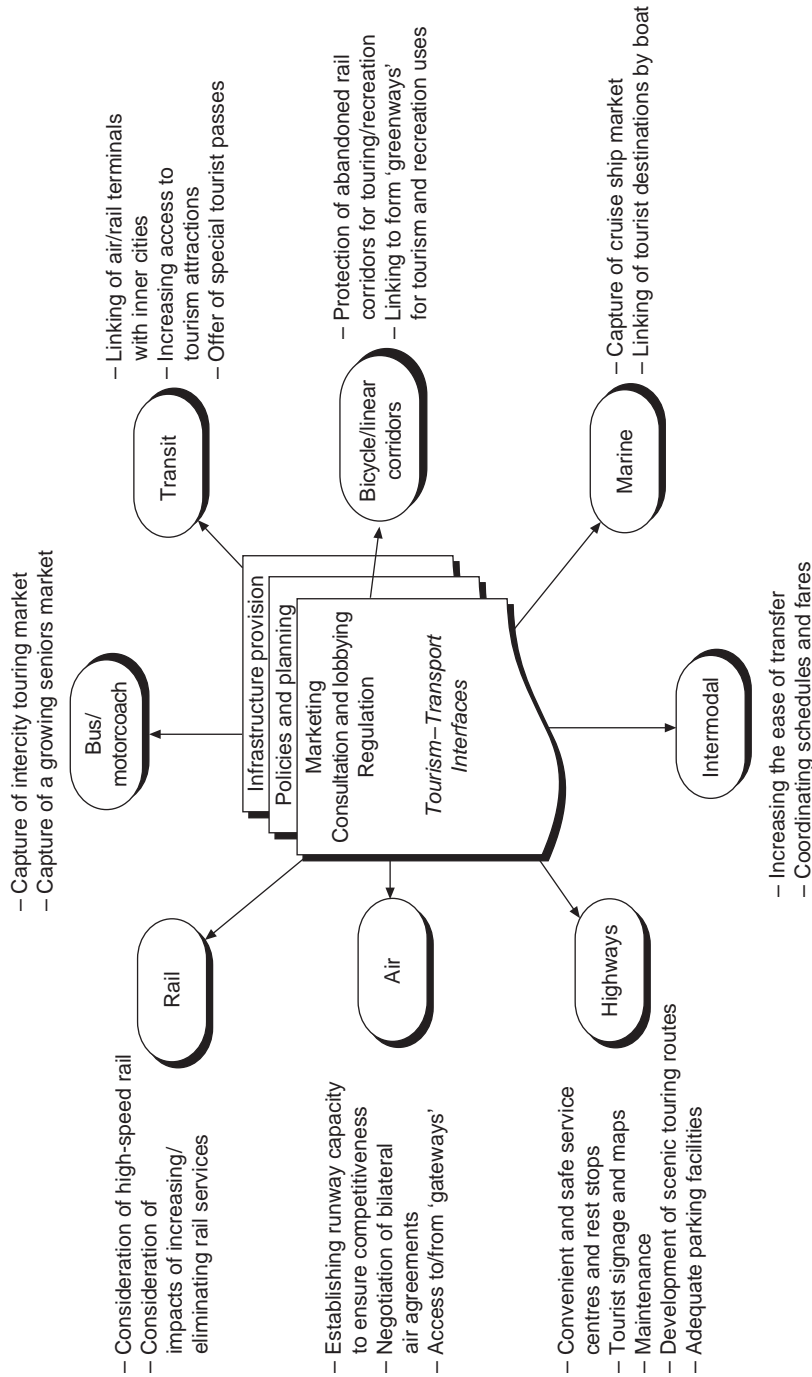 – Capture of intercity touring market
– Capture of a growing seniors market
Bus/
motorcoach
Rail
– Consideration of high-speed rail
– Consideration of
impacts of increasing/
eliminating rail services
Transit
– Linking of air/rail terminals
with inner cities
– Increasing access to
tourism attractions
– Offer of special tourist passes
Infrastructure provision
Policies and planning
Marketing
Consultation and lobbying
Regulation
Tourism–Transport
Interfaces
Air
– Establishing runway capacity
to ensure competitiveness
– Negotiation of bilateral
air agreements
– Access to/from ‘gateways’
Bicycle/linear
corridors
– Protection of abandoned rail
corridors for touring/recreation
– Linking to form ‘greenways’
for tourism and recreation uses
Highways
– Convenient and safe service
centres and rest stops
– Tourist signage and maps
– Maintenance
– Development of scenic touring routes
– Adequate parking facilities
Intermodal
– Increasing the ease of transfer
– Coordinating schedules and fares
Marine
– Capture of cruise ship market
– Linking of tourist destinations by boat